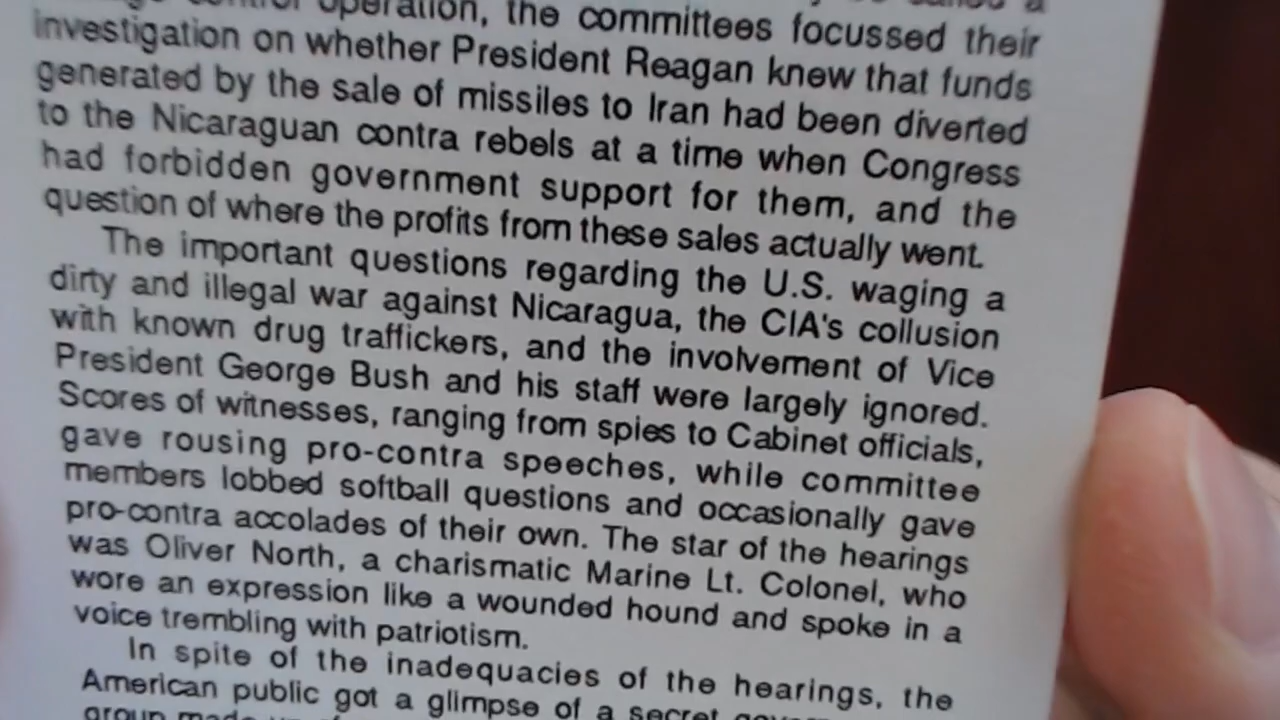 operation, the committees focussed their
investigation on whether President Reagan knew that funds
generated by the sale of missiles to Iran had been diverted
to the Nicaraguan contra rebels at a time when Congress
had forbidden government support for them, and the
question of where the profits from these sales actually went.
The important questions regarding the U.S. waging a
dirty and illegal war against Nicaragua, the CIA's collusion
with known drug traffickers, and the involvement of Vice
President George Bush and his staff were largely ignored.
Scores of witnesses, ranging from spies to Cabinet officials,
gave rousing pro-contra speeches, while committee
members lobbed softball questions and occasionally gave
pro-contra accolades of their own. The star of the hearings
was Oliver North, a charismatic Marine Lt. Colonel, who
wore an expression like a wounded hound and spoke in a
voice trembling with patriotism.
In spite of the inadequacies of the hearings, the
American public got a glimpse of a secret